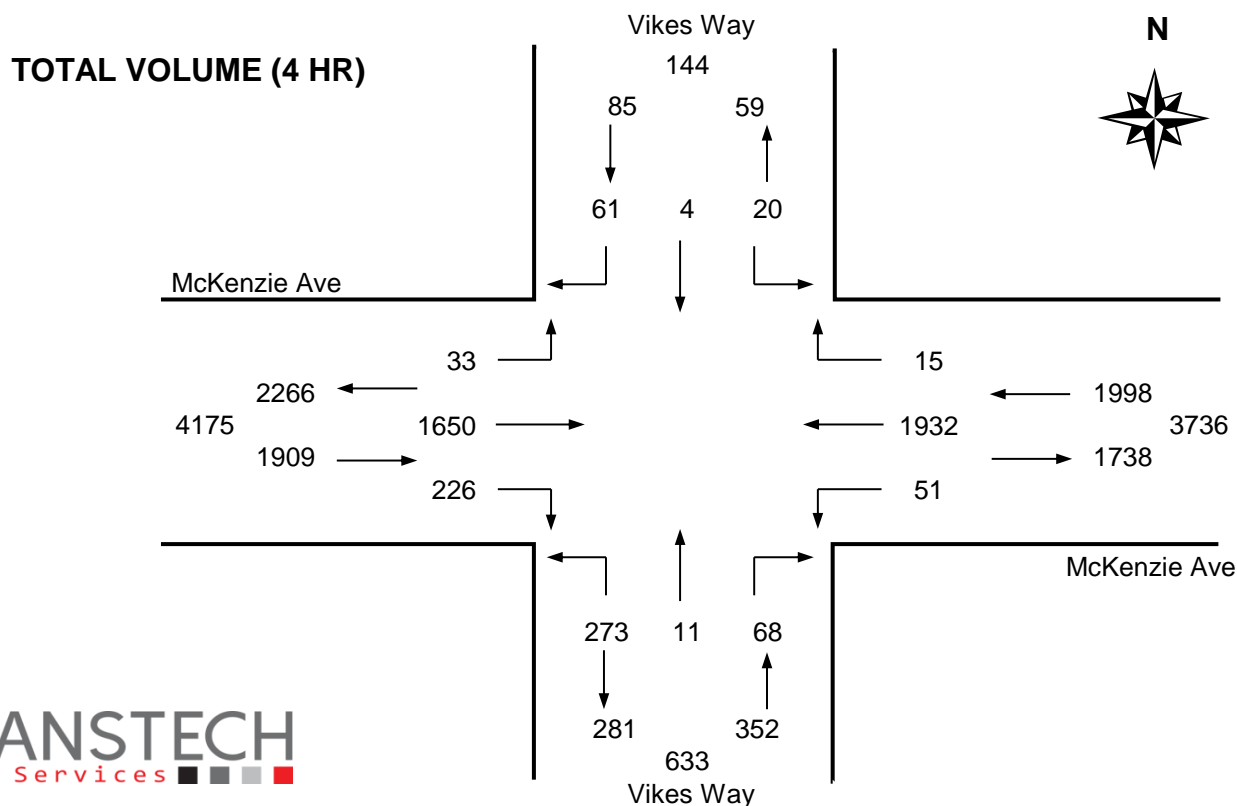 Vikes Way
N
TOTAL VOLUME (4 HR)
144
85 59
61 4 20
McKenzie Ave
33 15
2266 1998
4175 1650 1932 3736
1909 1738
226 51
McKenzie Ave
273 11 68
281 352
633
Vikes Way
ANSTECH
Services